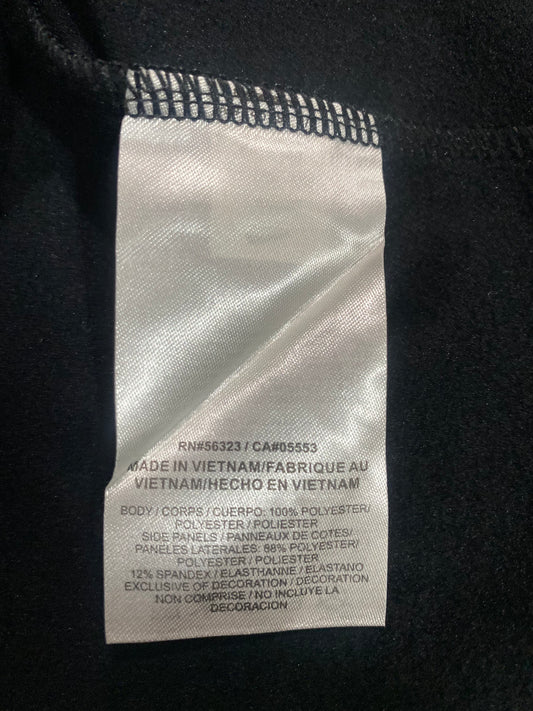 RN#56323 / CA#05553
MADE IN VIETNAM/FABRIQUE AU
VIETNAM/HECHO EN VIETNAM
BODY / CORPS / CUERPO: 100% POLYESTER/
POLYESTER / POLIESTER
SIDE PANELS / PANNEAUX DE COTES/
PANELES LATERALES: 88% POLYESTER/
POLYESTER / POLIESTER
12% SPANDEX / ELASTHANNE / ELASTANO
EXCLUSIVE OF DECORATION / DECORATION
NON COMPRISE / NO INCLUYE LA
DECORACION